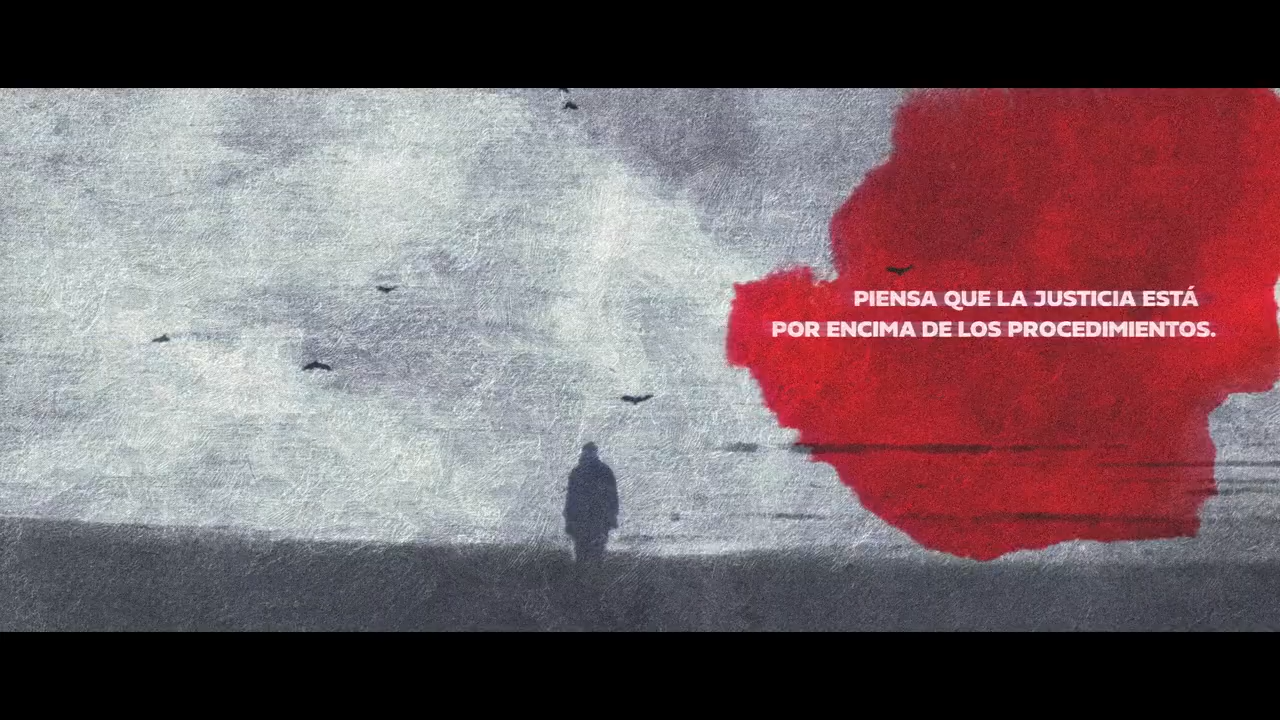 PIENSA QUE LA JUSTICIA ESTÁ
POR ENCIMA DE LOS PROCEDIMIENTOS.